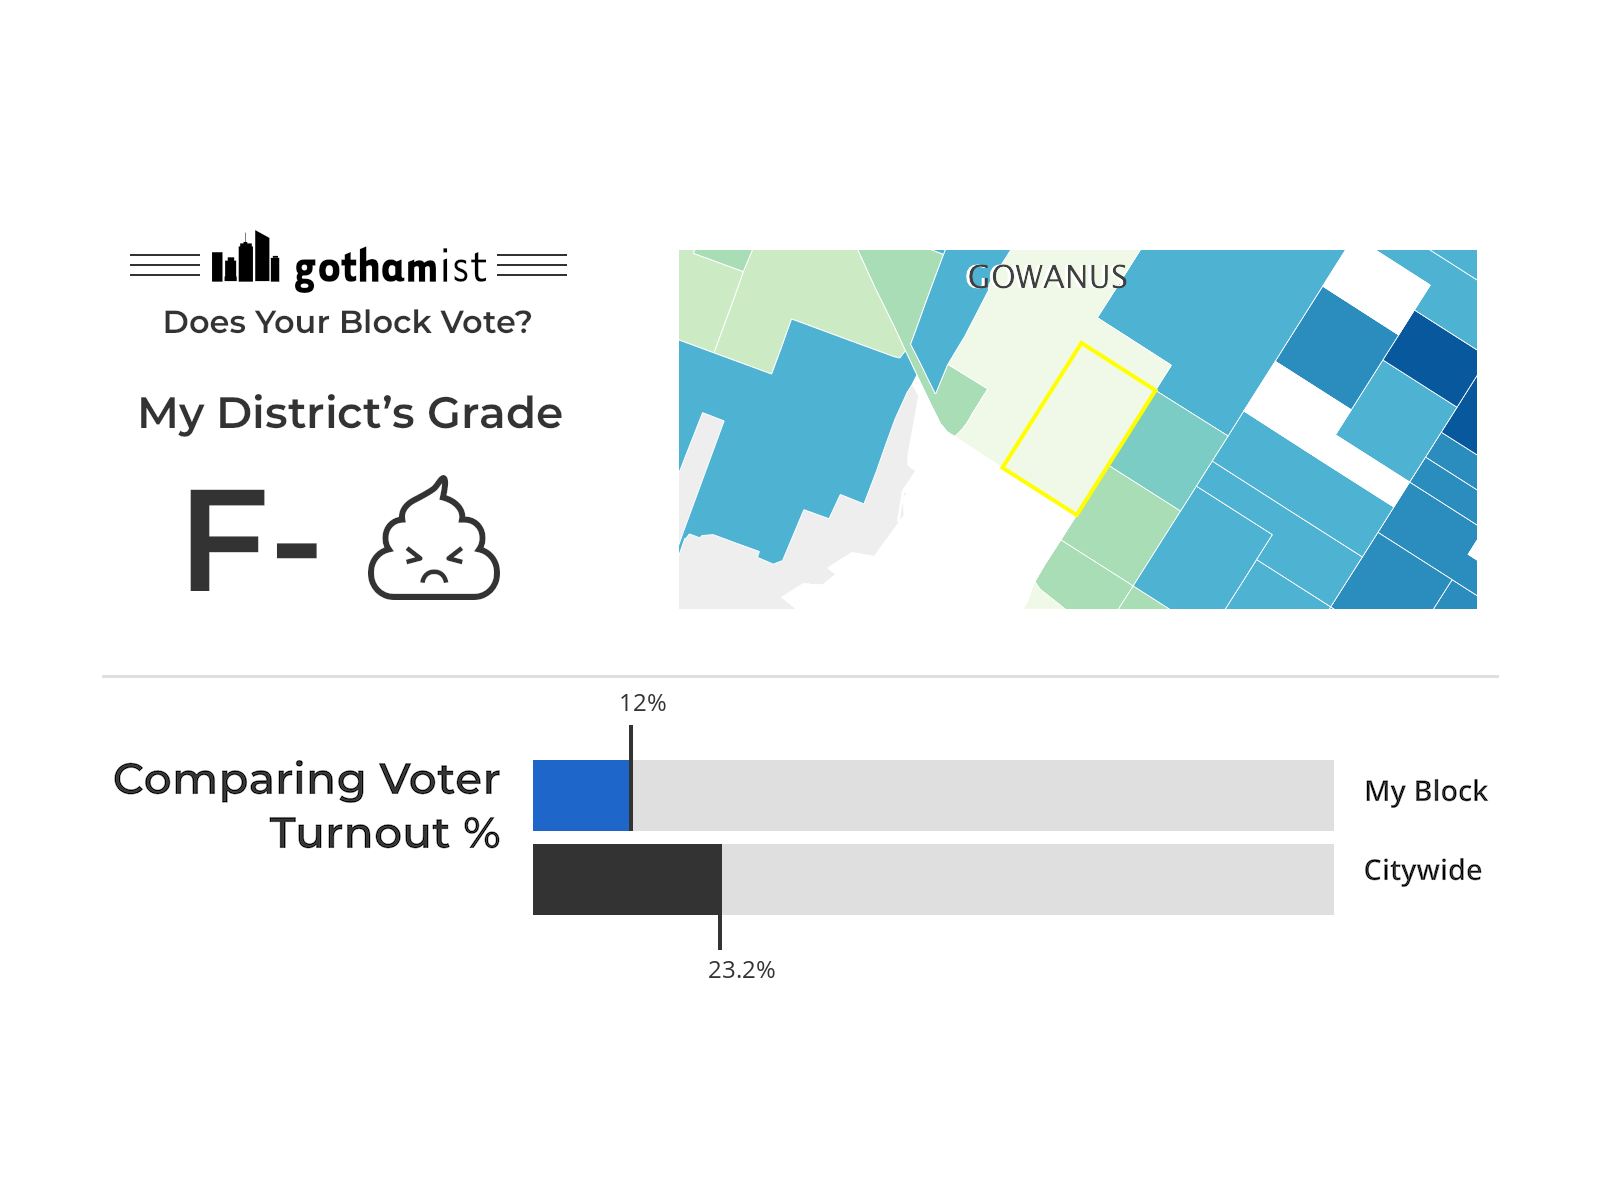 gothamist
Does Your Block Vote?
My District’s Grade
F-
GOWANUS
12%
Comparing Voter
Turnout %
My Block
Citywide
23.2%